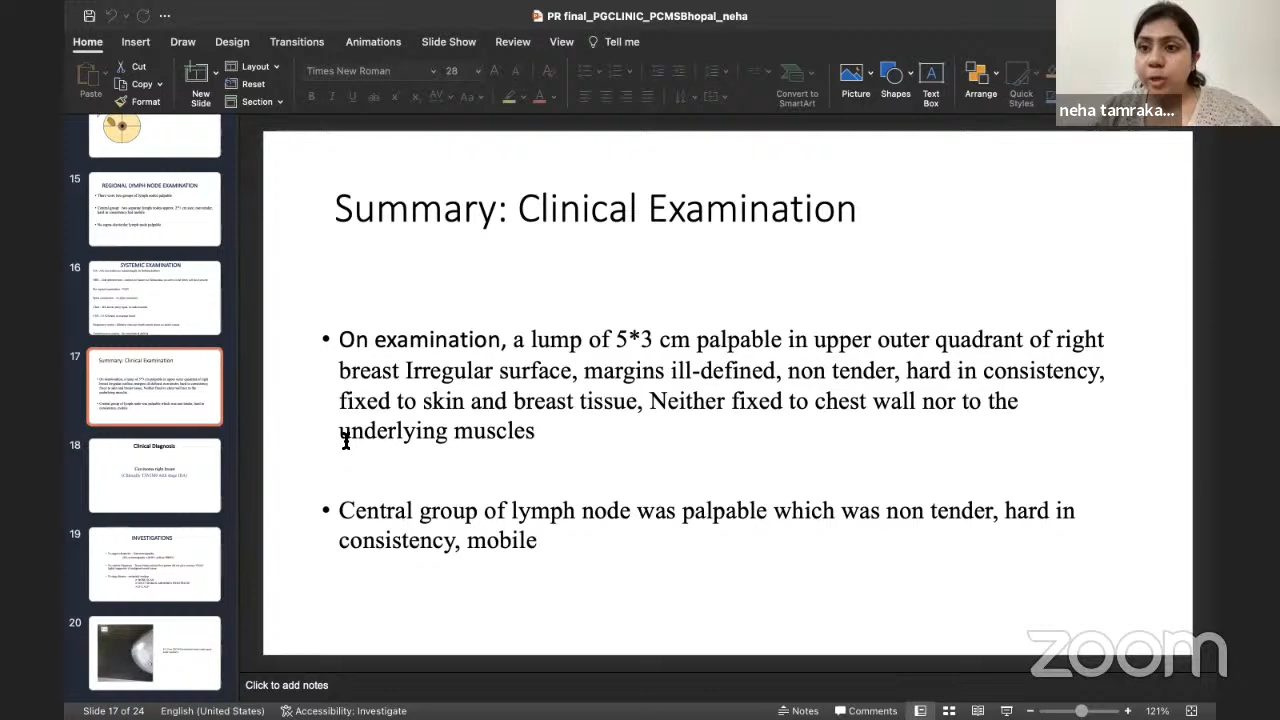 PR final_PGCLINIC_PCMSBhopal_neha
Home Insert Draw Design Transitions Animations Slide Show Review View Tell me
Paste
Cut
Copy
Format
New Slide
Layout
Reset
Section
Times New Roman 28
Convert to SmartArt
Picture
Shapes
Text Box
Arrange
Quick Styles
neha tamraka...
15
REGIONAL LYMPH NODE EXAMINATION
16
SYSTEMIC EXAMINATION
17
Summary: Clinical Examination
18
Clinical Diagnosis
Carcinoma right breast
19
INVESTIGATIONS
20
Summary: Clinical Examination
• On examination, a lump of 5*3 cm palpable in upper outer quadrant of right
breast Irregular surface, margins ill-defined, non tender, hard in consistency,
fixed to skin and breast tissue, Neither fixed to chest wall nor to the
underlying muscles
• Central group of lymph node was palpable which was non tender, hard in
consistency, mobile
zoom
Click to add notes
Slide 17 of 24 English (United States) Accessibility: Investigate Notes Comments 121%